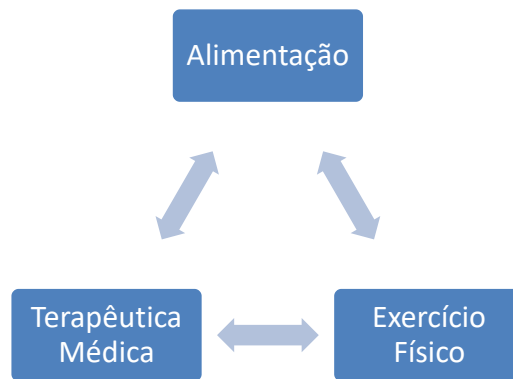 Alimentação
Terapêutica
Médica
Exercício
Físico